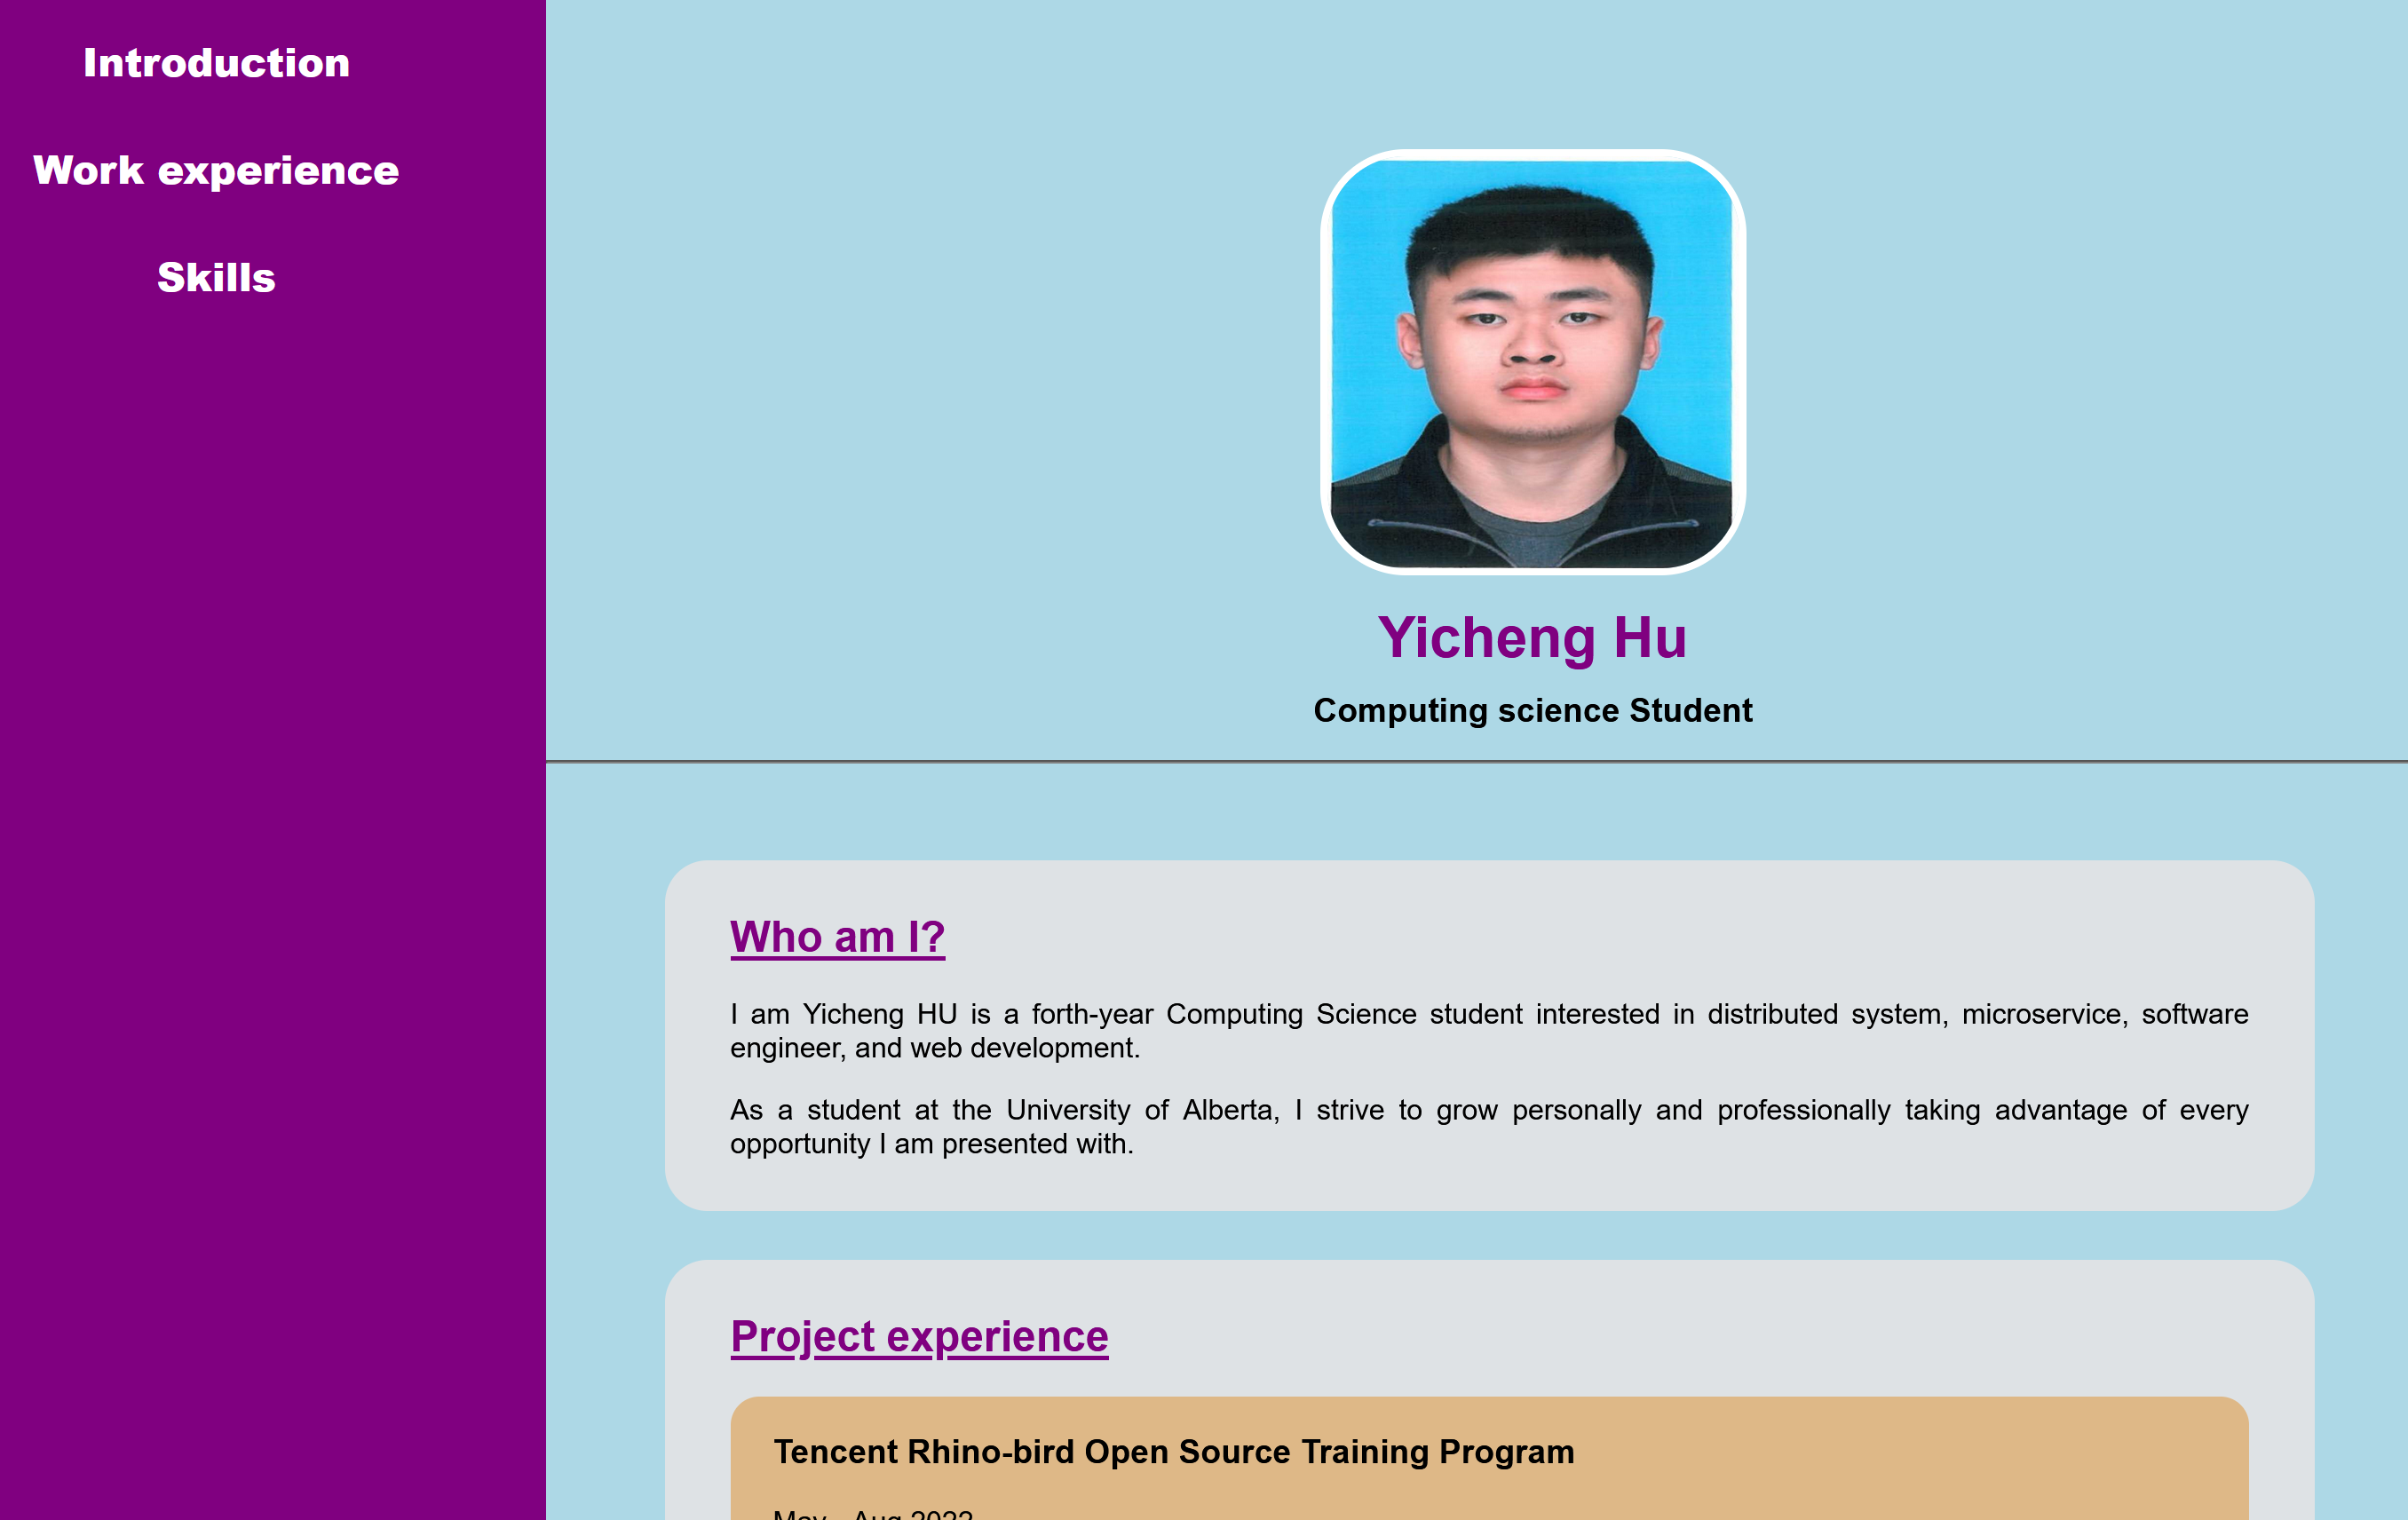 Introduction
Work experience
Skills
Yicheng Hu
Computing science Student
Who am I?
I am Yicheng HU is a forth-year Computing Science student interested in distributed system, microservice, software
engineer, and web development.
As a student at the University of Alberta, I strive to grow personally and professionally taking advantage of every
opportunity I am presented with.
Project experience
Tencent Rhino-bird Open Source Training Program
May - Aug 2022